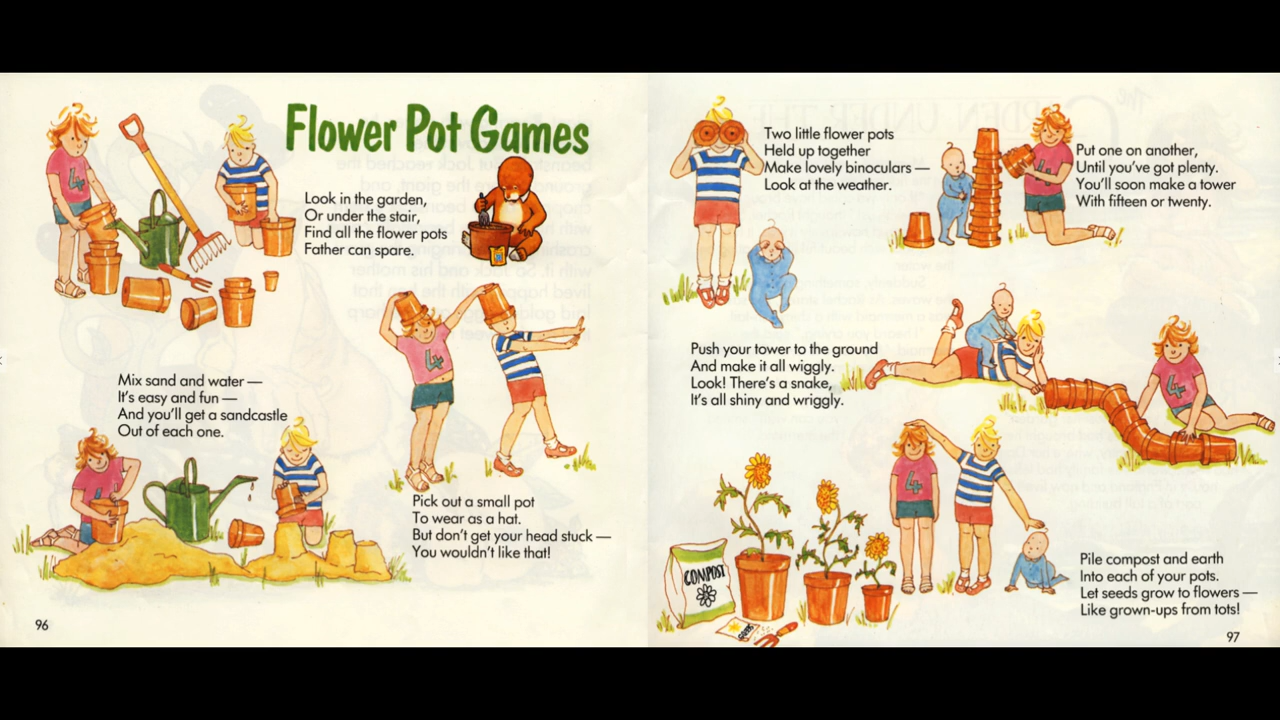 Flower Pot Games
Look in the garden,
Or under the stair,
Find all the flower pots
Father can spare.
4
Mix sand and water —
It's easy and fun —
And you'll get a sandcastle
Out of each one.
4
4
Pick out a small pot
To wear as a hat.
But don't get your head stuck —
You wouldn't like that!
96
Two little flower pots
Held up together
Make lovely binoculars —
Look at the weather.
4
Put one on another,
Until you've got plenty.
You'll soon make a tower
With fifteen or twenty.
Push your tower to the ground
And make it all wiggly.
Look! There's a snake,
It's all shiny and wriggly.
4
4
COMPOST
Pile compost and earth
Into each of your pots.
Let seeds grow to flowers —
Like grown-ups from tots!
97